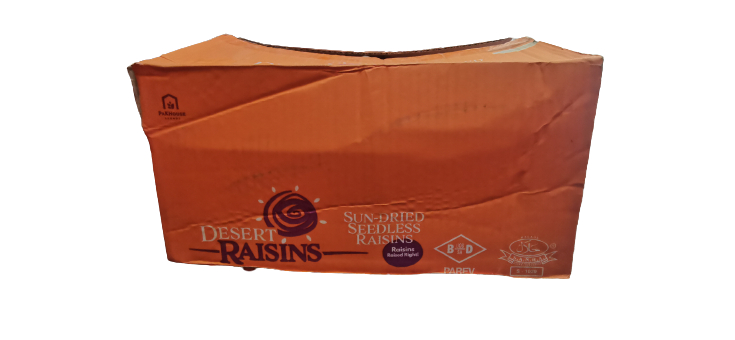 DESERT
RAISINS
SUN-DRIED
SEEDLESS
RAISINS
Raisins
Raised Right!
B D
PAREV